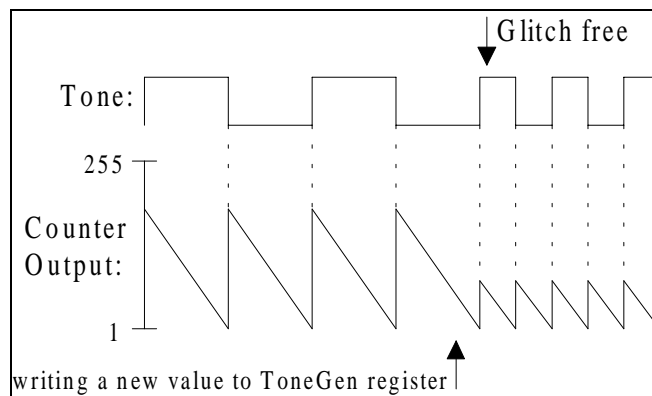 Glitch free
Tone:
255
Counter
Output:
1
writing a new value to ToneGen register